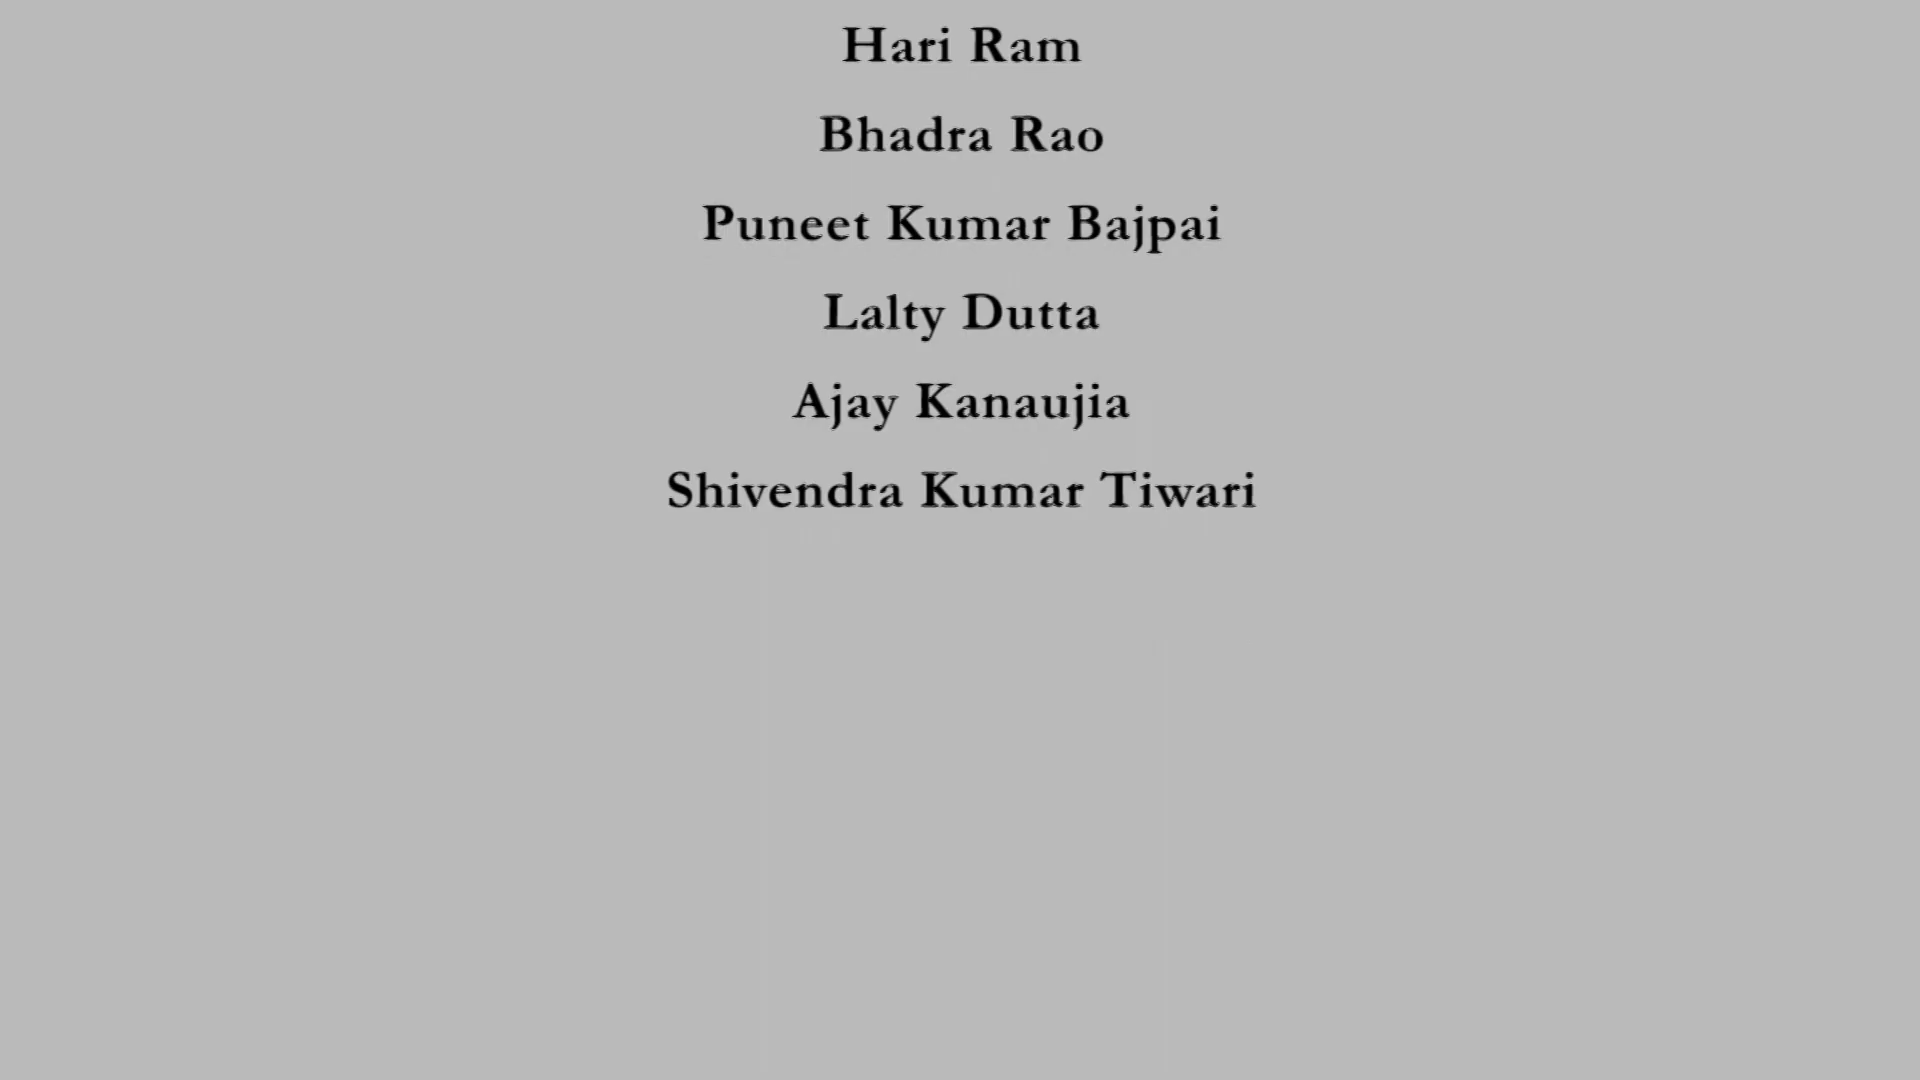 Hari Ram
Bhadra Rao
Puneet Kumar Bajpai
Lalty Dutta
Ajay Kanaujia
Shivendra Kumar Tiwari